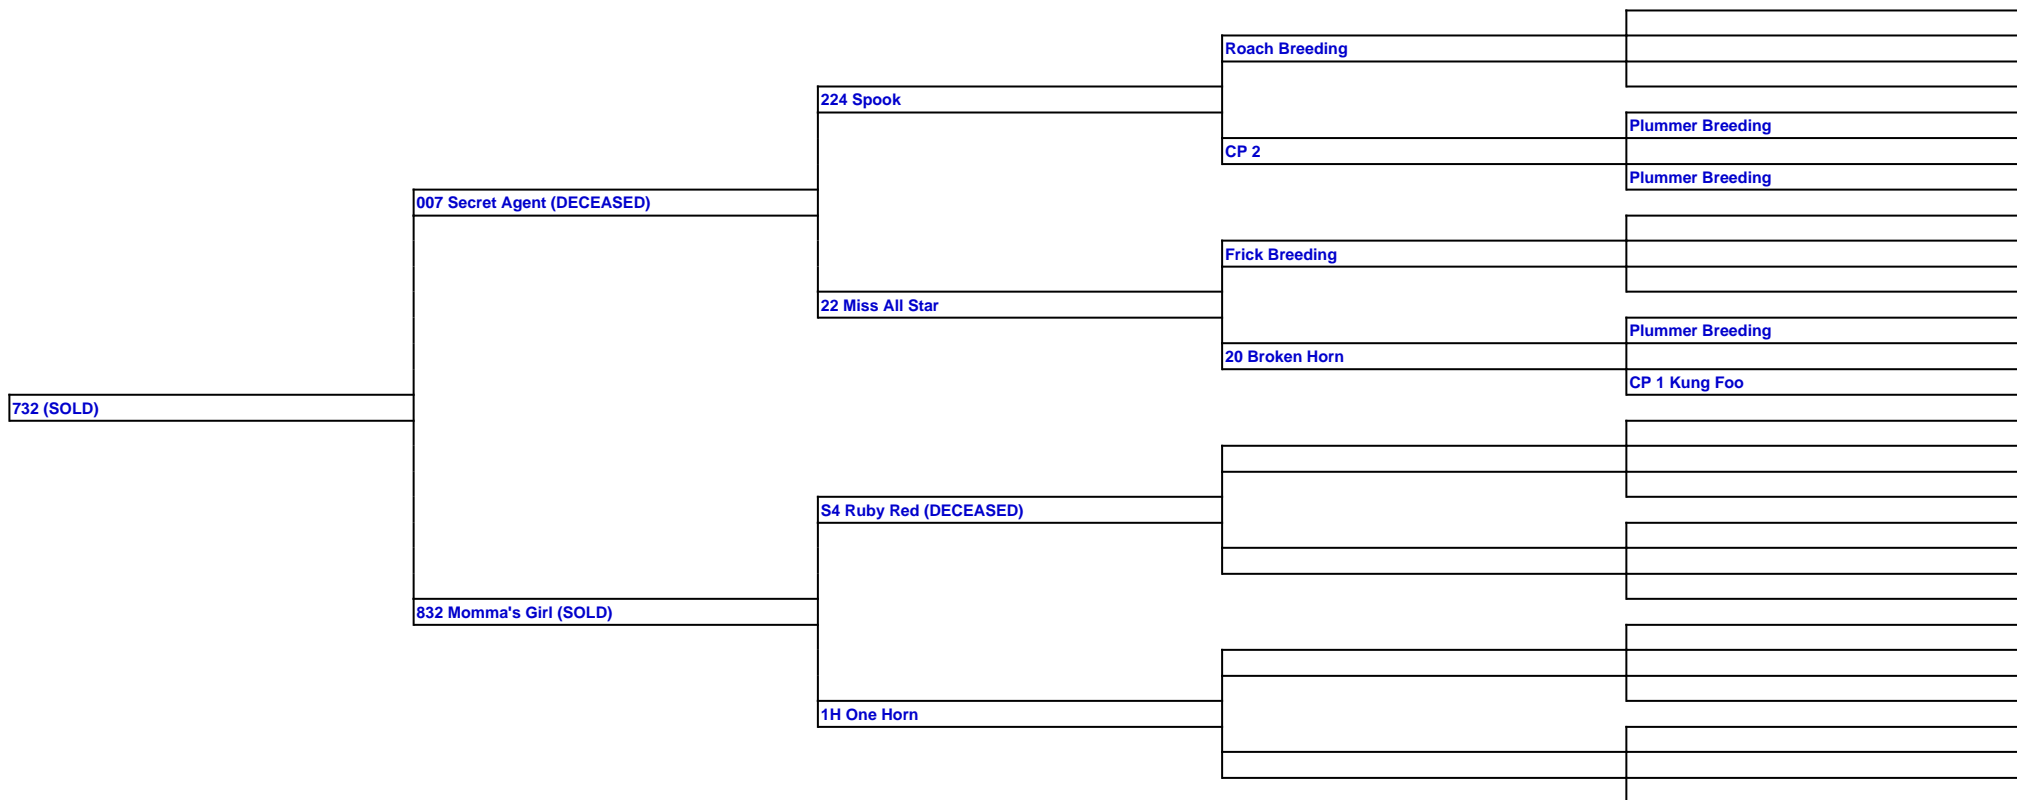 Roach Breeding
224 Spook
Plummer Breeding
CP 2
Plummer Breeding
007 Secret Agent (DECEASED)
Frick Breeding
22 Miss All Star
Plummer Breeding
20 Broken Horn
CP 1 Kung Foo
732 (SOLD)
S4 Ruby Red (DECEASED)
832 Momma's Girl (SOLD)
1H One Horn